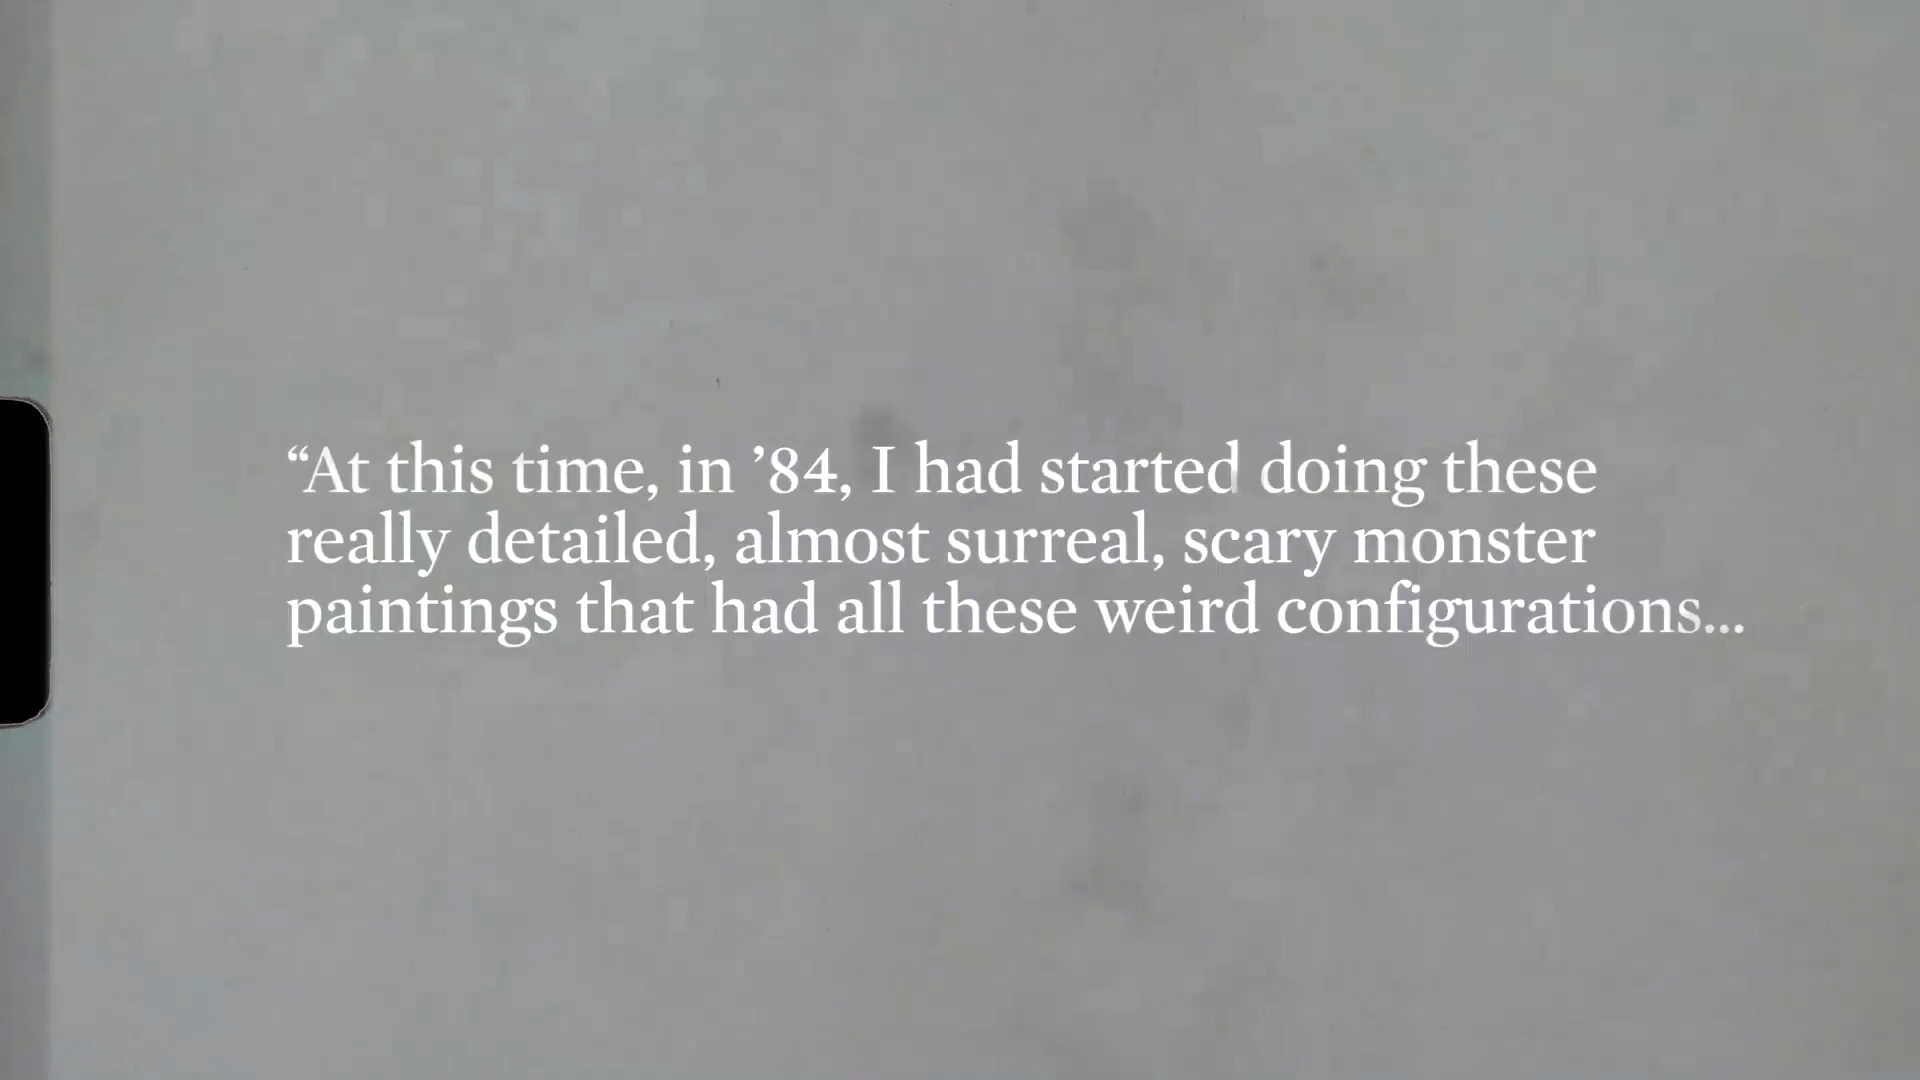 “At this time, in ’84, I had started doing these
really detailed, almost surreal, scary monster
paintings that had all these weird configurations...